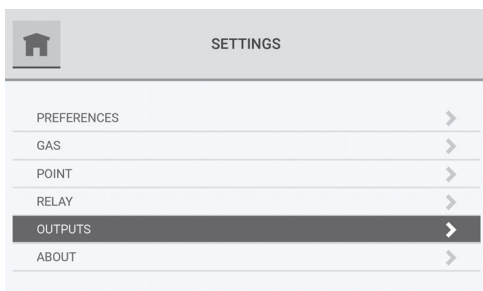 SETTINGS
PREFERENCES
GAS
POINT
RELAY
OUTPUTS
ABOUT